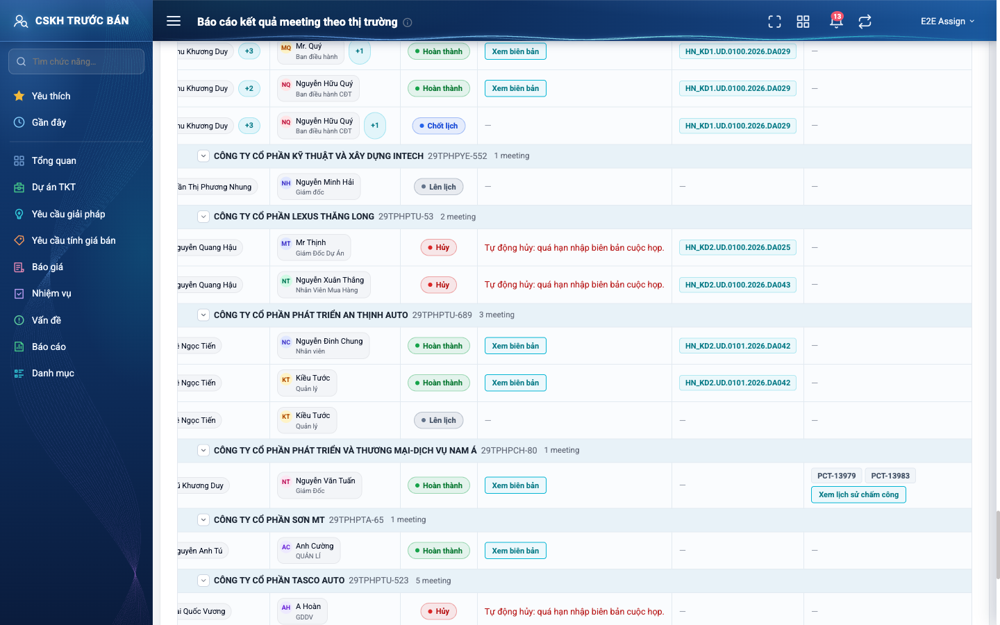 CSKH TRƯỚC BÁN
Báo cáo kết quả meeting theo thị trường
13
E2E Assign
Tìm chức năng...
Yêu thích
Gần đây
Tổng quan
Dự án TKT
Yêu cầu giải pháp
Yêu cầu tính giá bán
Báo giá
Nhiệm vụ
Vấn đề
Báo cáo
Danh mục
Khương Duy +3 MQ Mr. Quý Ban điều hành +1 Hoàn thành Xem biên bản HN_KD1.UD.0100.2026.DA029 —
Khương Duy +2 NQ Nguyễn Hữu Quý Ban điều hành CĐT Hoàn thành Xem biên bản HN_KD1.UD.0100.2026.DA029 —
Khương Duy +3 NQ Nguyễn Hữu Quý Ban điều hành CĐT +1 Chốt lịch — HN_KD1.UD.0100.2026.DA029 —
CÔNG TY CỔ PHẦN KỸ THUẬT VÀ XÂY DỰNG INTECH 29TPHPYE-552 1 meeting
Thị Phương Nhung NH Nguyễn Minh Hải Giám đốc Lên lịch — — —
CÔNG TY CỔ PHẦN LEXUS THĂNG LONG 29TPHPTU-53 2 meeting
Quang Hậu MT Mr Thịnh Giám Đốc Dự Án Hủy Tự động hủy: quá hạn nhập biên bản cuộc họp. HN_KD2.UD.0100.2026.DA025 —
Quang Hậu NT Nguyễn Xuân Thắng Nhân Viên Mua Hàng Hủy Tự động hủy: quá hạn nhập biên bản cuộc họp. HN_KD2.UD.0100.2026.DA043 —
CÔNG TY CỔ PHẦN PHÁT TRIỂN AN THỊNH AUTO 29TPHPTU-689 3 meeting
Ngọc Tiến NC Nguyễn Đình Chung Nhân viên Hoàn thành Xem biên bản HN_KD2.UD.0101.2026.DA042 —
Ngọc Tiến KT Kiều Tước Quản lý Hoàn thành Xem biên bản HN_KD2.UD.0101.2026.DA042 —
Ngọc Tiến KT Kiều Tước Quản lý Lên lịch — — —
CÔNG TY CỔ PHẦN PHÁT TRIỂN VÀ THƯƠNG MẠI-DỊCH VỤ NAM Á 29TPHPCH-80 1 meeting
Khương Duy NT Nguyễn Văn Tuấn Giám Đốc Hoàn thành Xem biên bản — PCT-13979 PCT-13983 Xem lịch sử chấm công
CÔNG TY CỔ PHẦN SƠN MT 29TPHPTA-65 1 meeting
Anh Tú AC Anh Cường QUẢN LÍ Hoàn thành Xem biên bản — —
CÔNG TY CỔ PHẦN TASCO AUTO 29TPHPTU-523 5 meeting
Quốc Vương AH A Hoàn GDDV Hủy Tự động hủy: quá hạn nhập biên bản cuộc họp. — —